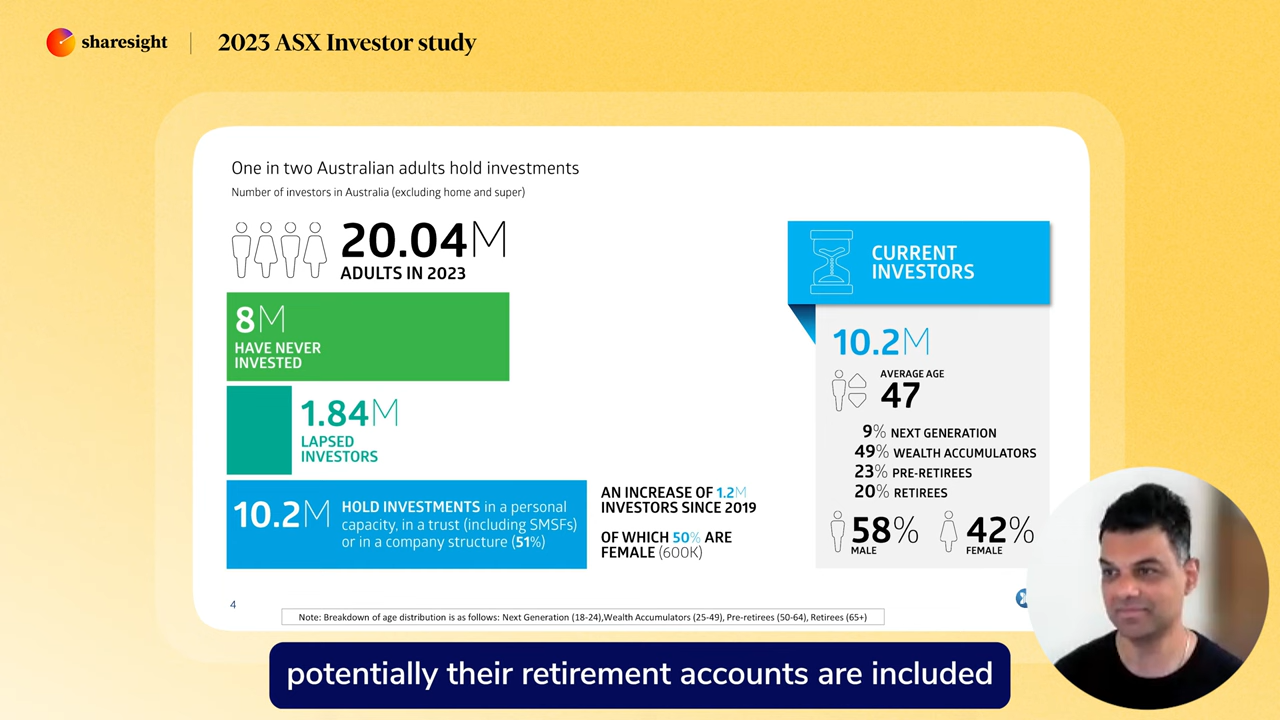 sharesight
2023 ASX Investor study
One in two Australian adults hold investments
Number of investors in Australia (excluding home and super)
20.04M
ADULTS IN 2023
8M
HAVE NEVER
INVESTED
1.84M
LAPSED
INVESTORS
10.2M
HOLD INVESTMENTS in a personal
capacity, in a trust (including SMSFs)
or in a company structure (51%)
AN INCREASE OF 1.2M
INVESTORS SINCE 2019
OF WHICH 50% ARE
FEMALE (600K)
CURRENT
INVESTORS
10.2M
AVERAGE AGE
47
9% NEXT GENERATION
49% WEALTH ACCUMULATORS
23% PRE-RETIREES
20% RETIREES
58%
MALE
42%
FEMALE
4
Note: Breakdown of age distribution is as follows: Next Generation (18-24),Wealth Accumulators (25-49), Pre-retirees (50-64), Retirees (65+)
potentially their retirement accounts are included